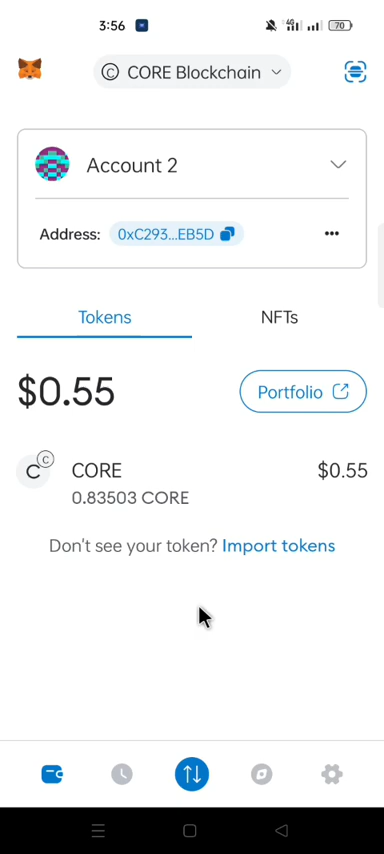 3:56
4G
70
C CORE Blockchain
Account 2
Address: 0xC293...EB5D
Tokens NFTs
$0.55 Portfolio
C C CORE $0.55
0.83503 CORE
Don't see your token? Import tokens